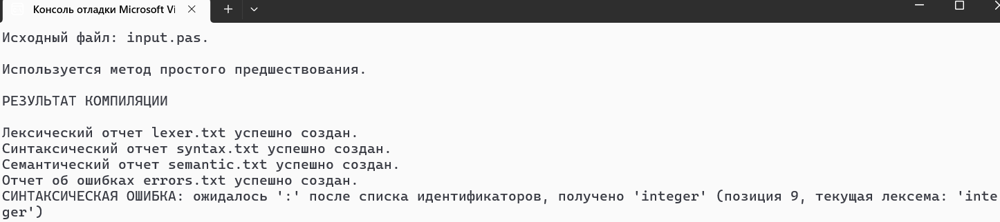 Консоль отладки Microsoft Vi
Исходный файл: input.pas.
Используется метод простого предшествования.
РЕЗУЛЬТАТ КОМПИЛЯЦИИ
Лексический отчет lexer.txt успешно создан.
Синтаксический отчет syntax.txt успешно создан.
Семантический отчет semantic.txt успешно создан.
Отчет об ошибках errors.txt успешно создан.
СИНТАКСИЧЕСКАЯ ОШИБКА: ожидалось ':' после списка идентификаторов, получено 'integer' (позиция 9, текущая лексема: 'inte
ger')